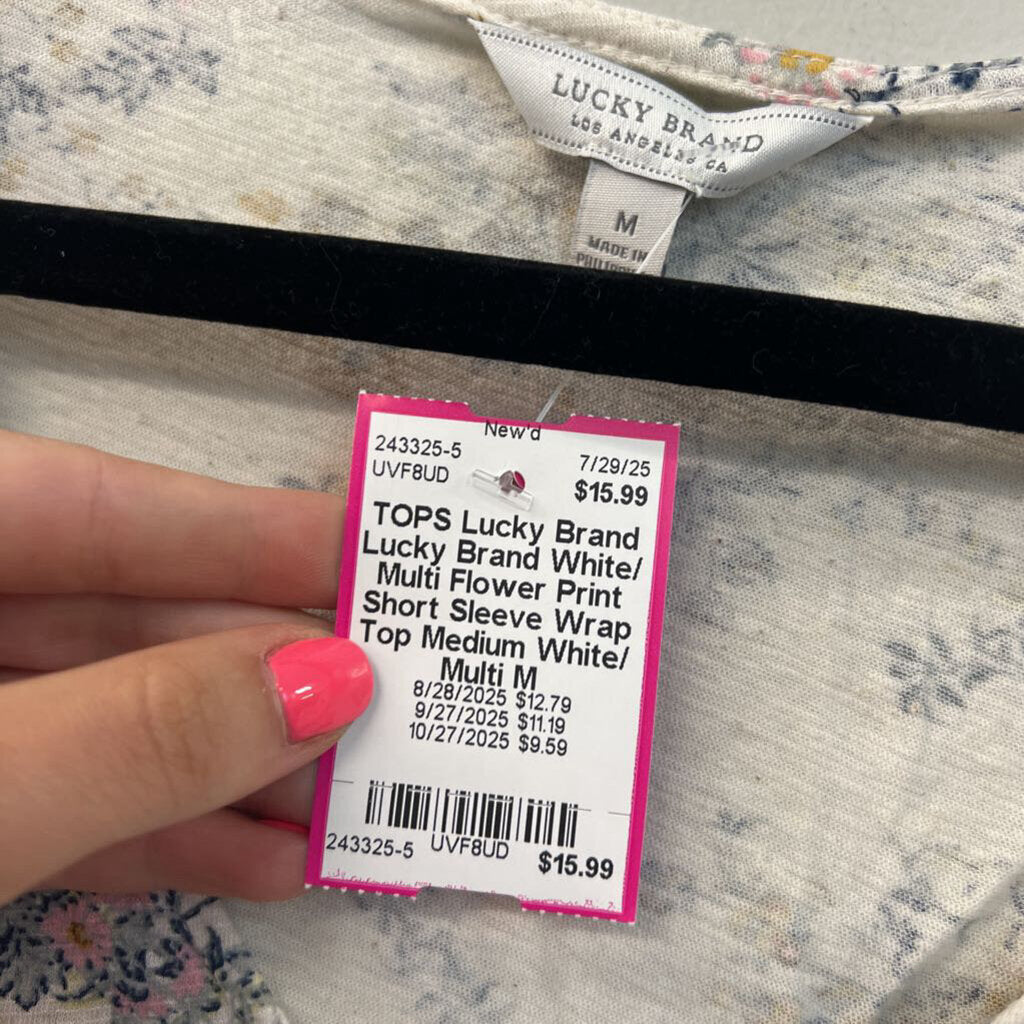 LUCKY BRAND
LOS ANGELES CA
M
MADE IN
New'd
243325-5
UVF8UD
7/29/25
$15.99
TOPS Lucky Brand
Lucky Brand White/
Multi Flower Print
Short Sleeve Wrap
Top Medium White/
Multi M
8/28/2025 $12.79
9/27/2025 $11.19
10/27/2025 $9.59
243325-5 UVF8UD $15.99